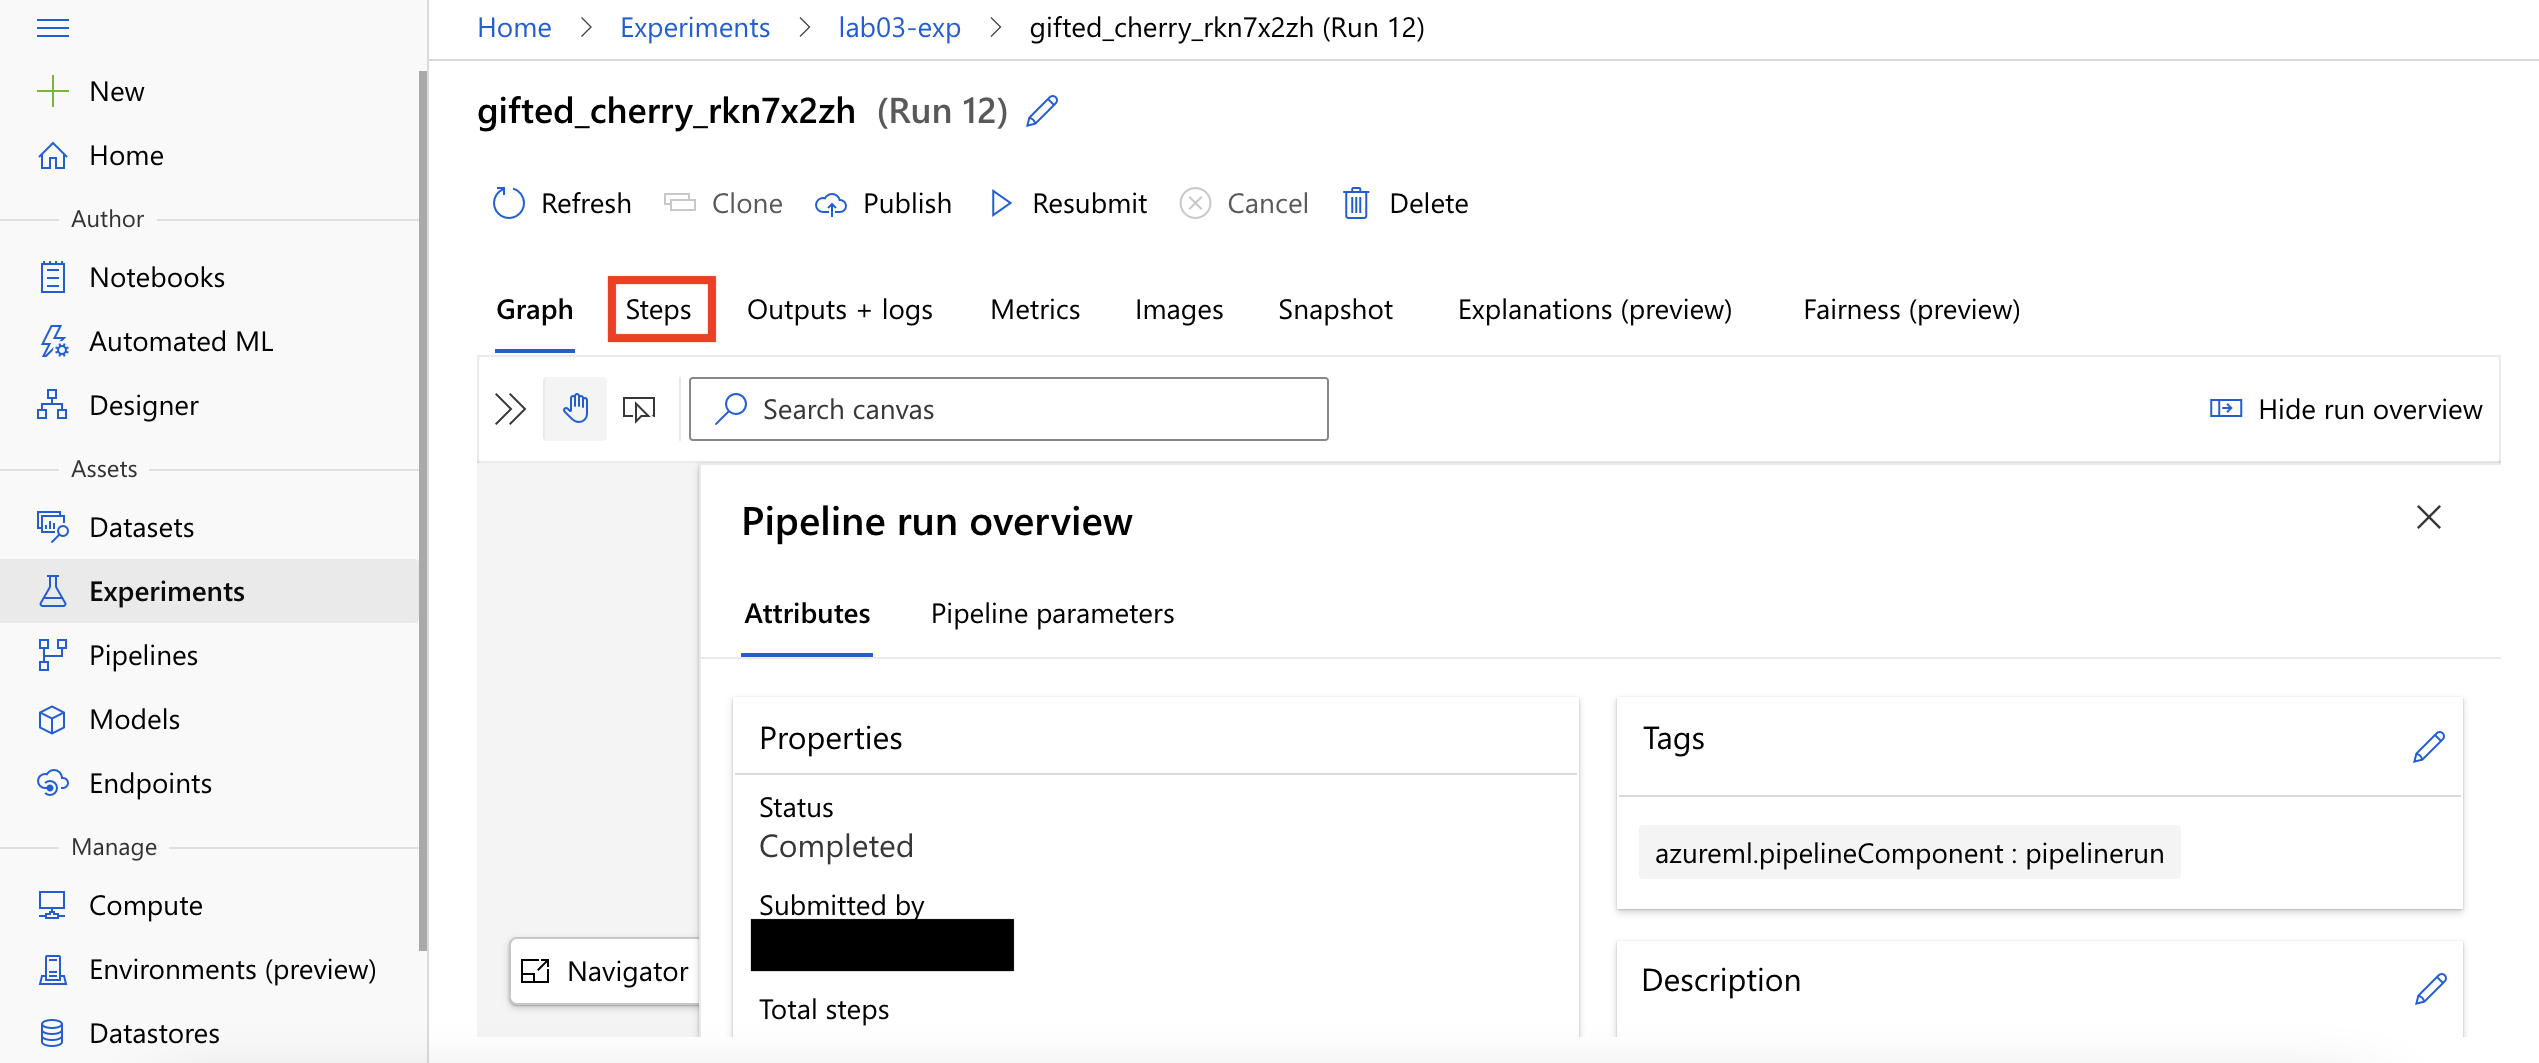 Home > Experiments > lab03-exp > gifted_cherry_rkn7x2zh (Run 12)
New
Home
Author
Notebooks
Automated ML
Designer
Assets
Datasets
Experiments
Pipelines
Models
Endpoints
Manage
Compute
Environments (preview)
Datastores
gifted_cherry_rkn7x2zh (Run 12)
Refresh Clone Publish Resubmit Cancel Delete
Graph Steps Outputs + logs Metrics Images Snapshot Explanations (preview) Fairness (preview)
Search canvas Hide run overview
Pipeline run overview
Attributes Pipeline parameters
Properties
Status
Completed
Submitted by
Total steps
Tags
azureml.pipelineComponent : pipelinerun
Description
Navigator